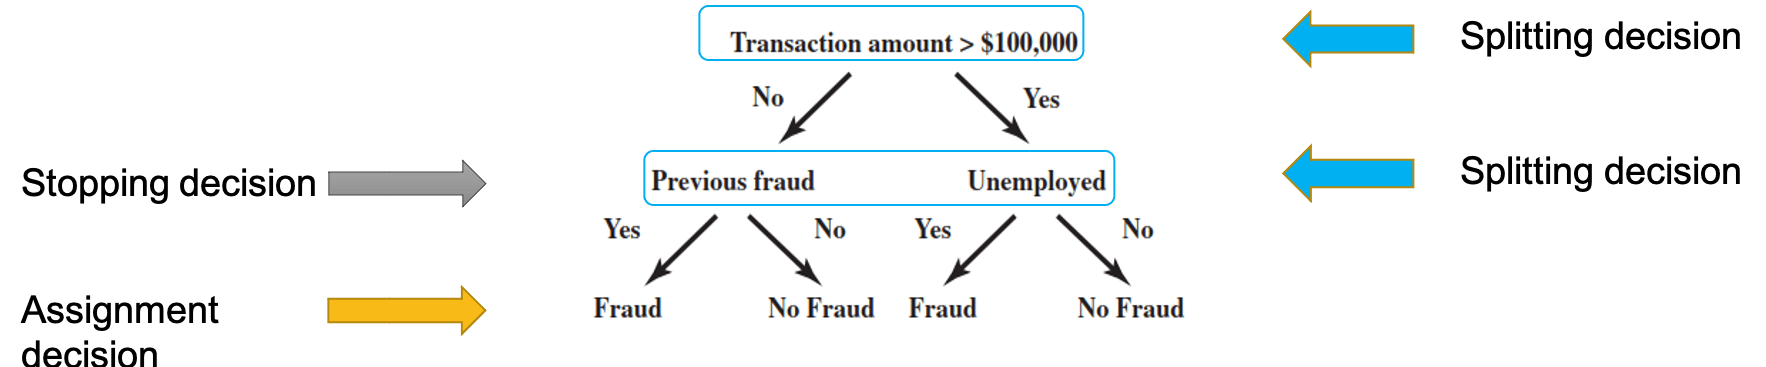 Transaction amount > $100,000
Splitting decision
No
Yes
Stopping decision
Previous fraud
Unemployed
Splitting decision
Yes
No
Yes
No
Assignment
decision
Fraud
No Fraud
Fraud
No Fraud